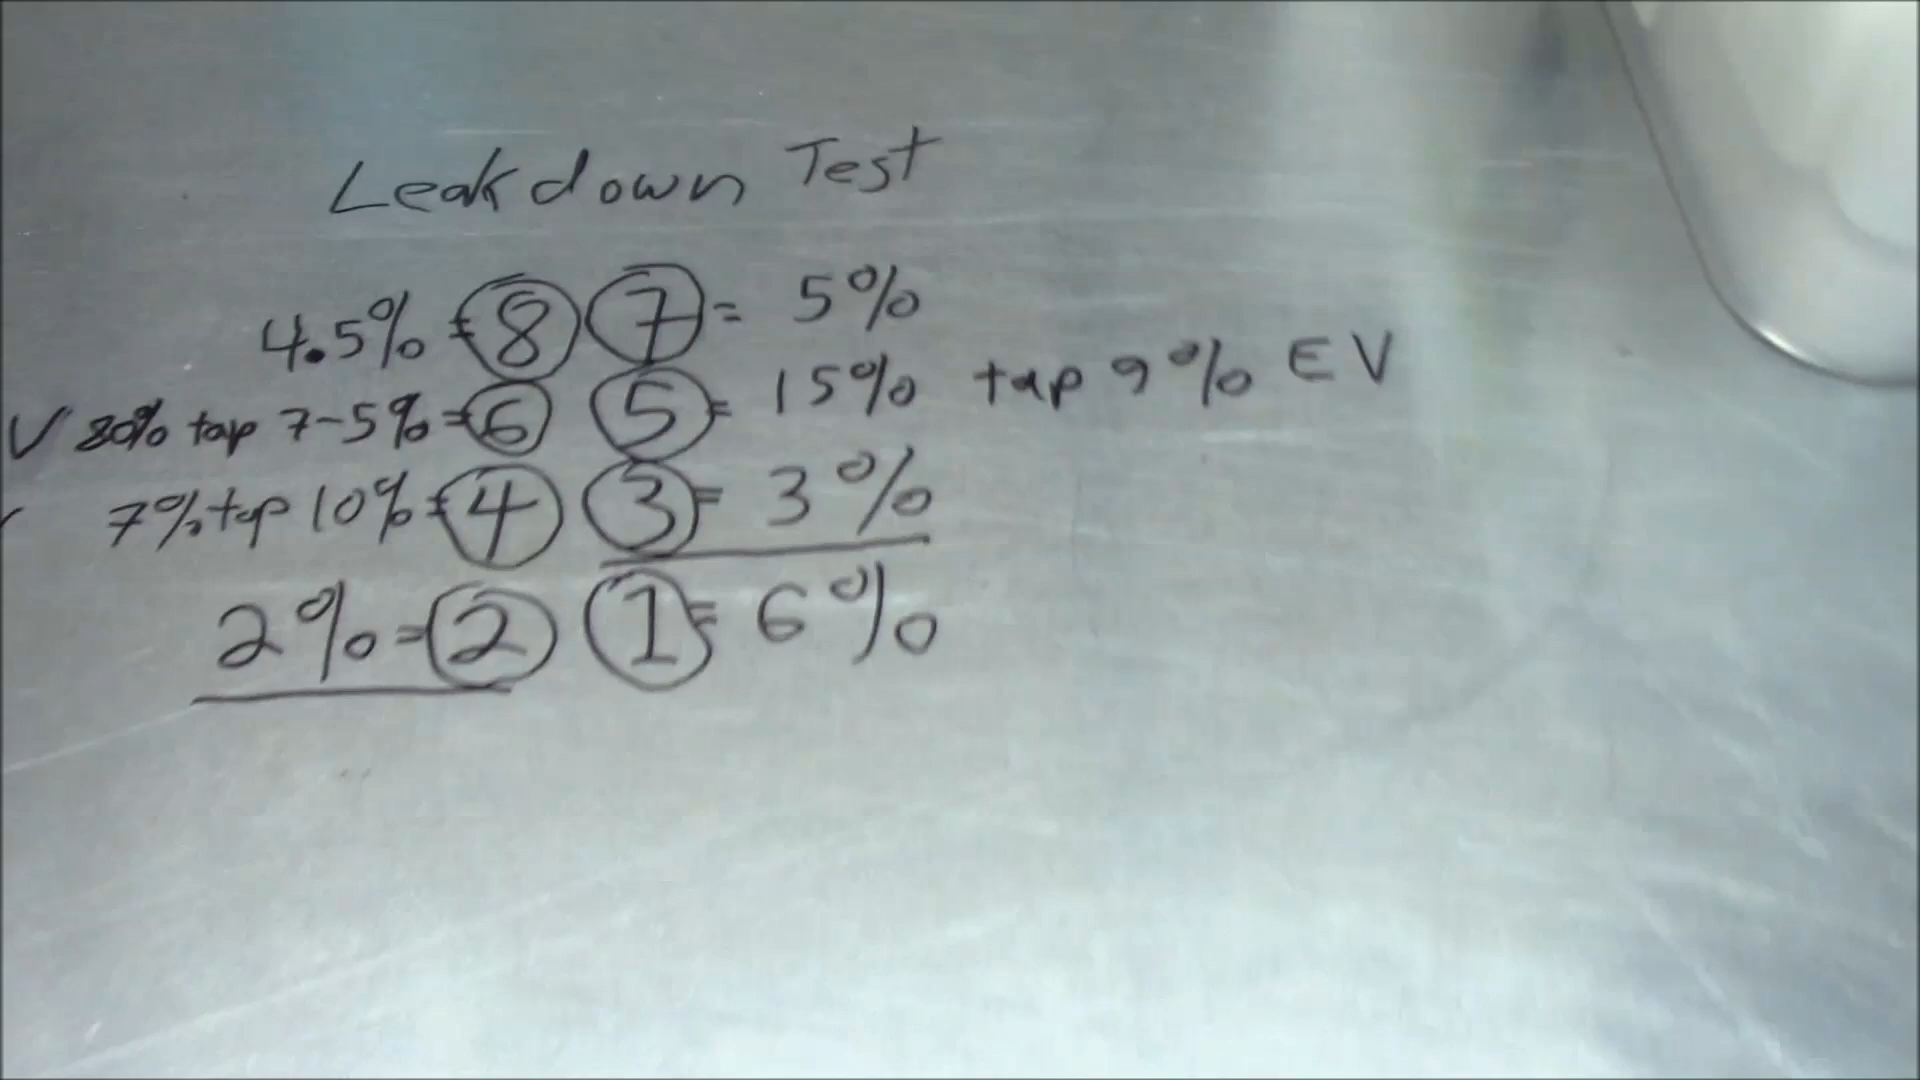 Leakdown Test
4.5% = 8 7 = 5%
V 80% tap 7-5% = 6 5 = 15% tap 9% EV
7% tap 10% = 4 3 = 3%
2% = 2 1 = 6%